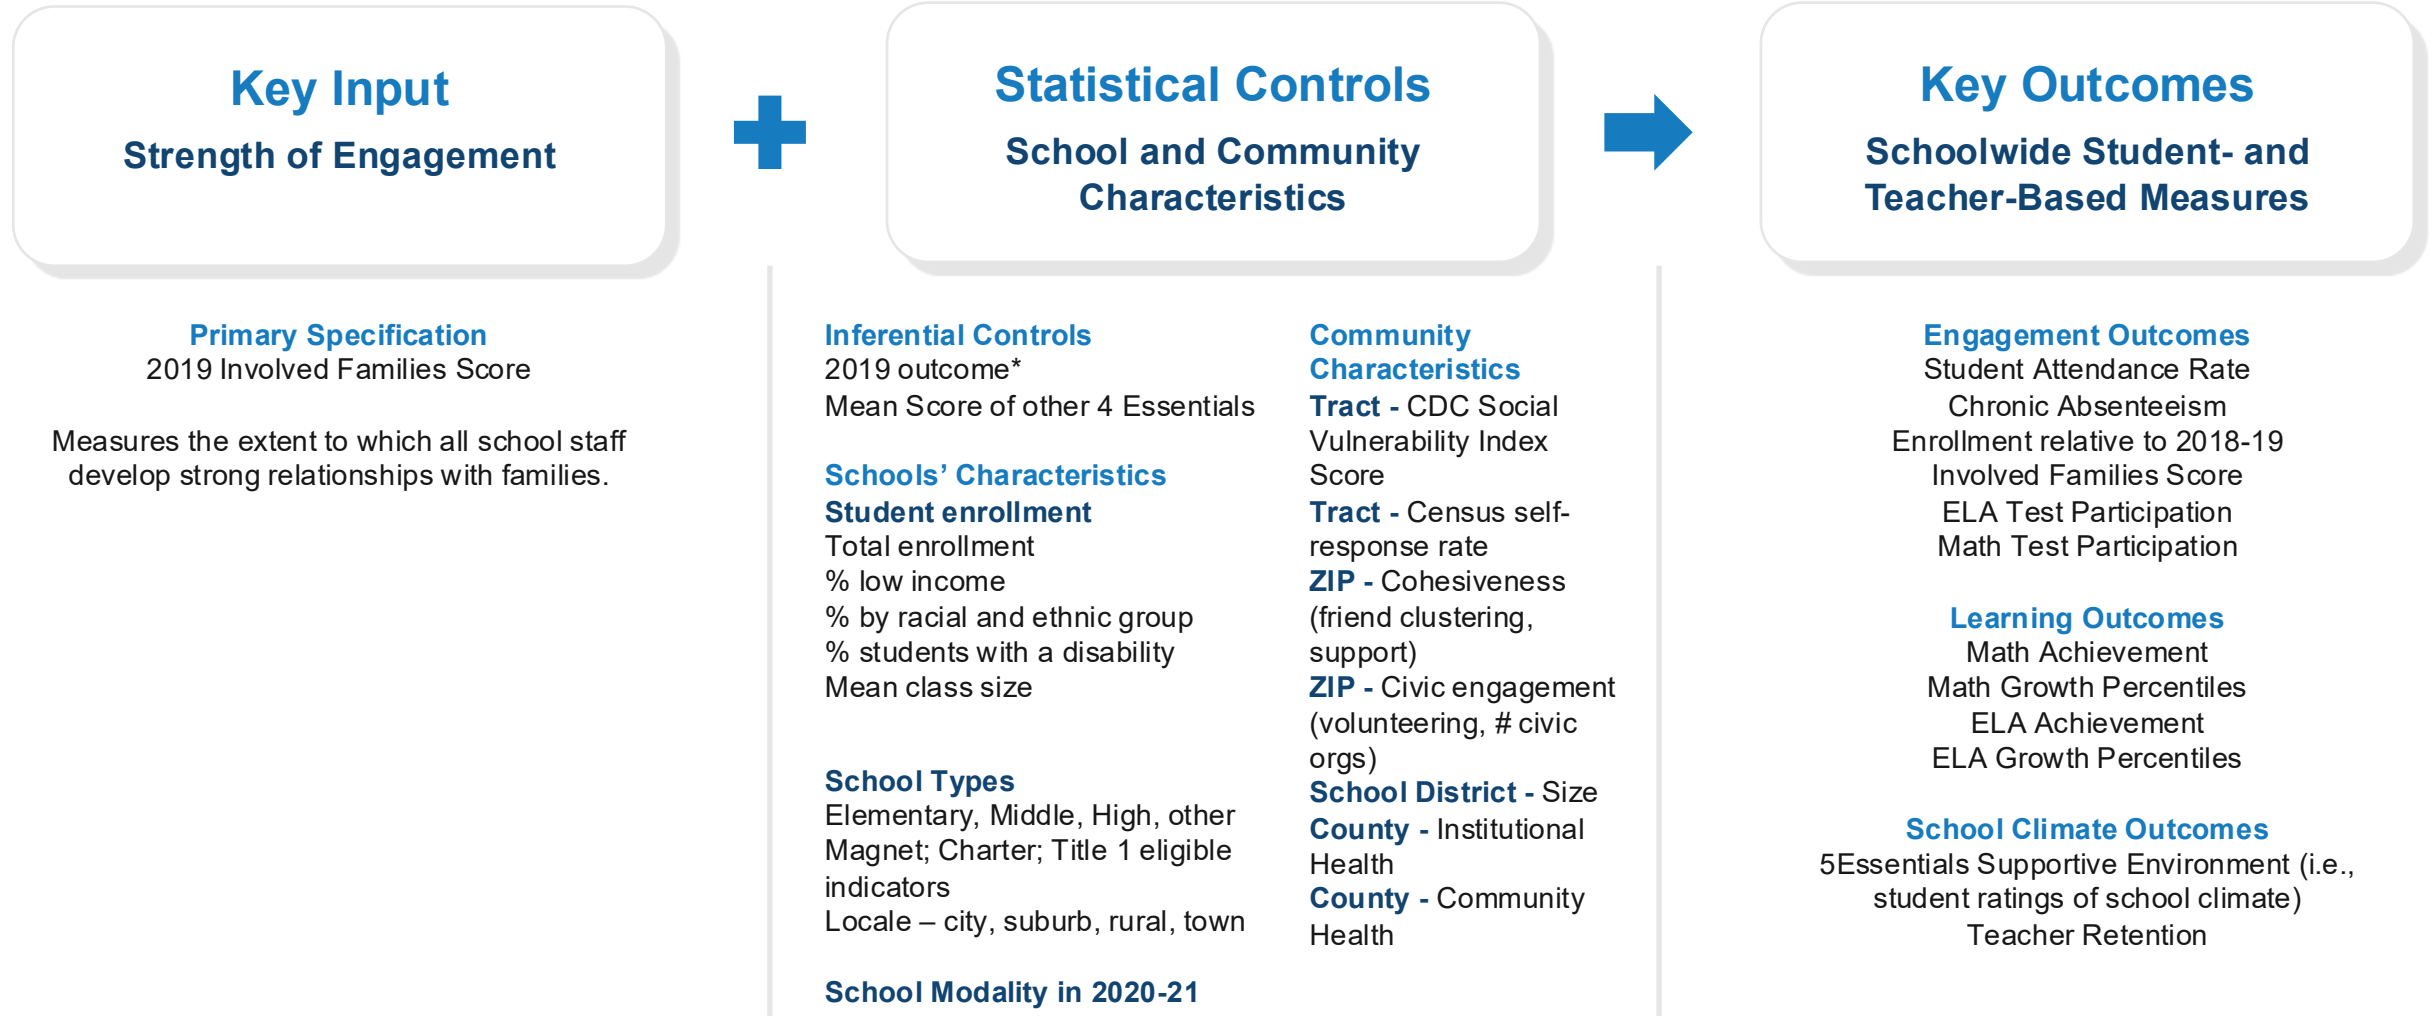 Key Input
Strength of Engagement
Statistical Controls
School and Community
Characteristics
Key Outcomes
Schoolwide Student- and
Teacher-Based Measures
Primary Specification
2019 Involved Families Score
Measures the extent to which all school staff
develop strong relationships with families.
Inferential Controls
2019 outcome*
Mean Score of other 4 Essentials
Schools’ Characteristics
Student enrollment
Total enrollment
% low income
% by racial and ethnic group
% students with a disability
Mean class size
School Types
Elementary, Middle, High, other
Magnet; Charter; Title 1 eligible
indicators
Locale – city, suburb, rural, town
School Modality in 2020-21
Community
Characteristics
Tract - CDC Social
Vulnerability Index
Score
Tract - Census self-
response rate
ZIP - Cohesiveness
(friend clustering,
support)
ZIP - Civic engagement
(volunteering, # civic
orgs)
School District - Size
County - Institutional
Health
County - Community
Health
Engagement Outcomes
Student Attendance Rate
Chronic Absenteeism
Enrollment relative to 2018-19
Involved Families Score
ELA Test Participation
Math Test Participation
Learning Outcomes
Math Achievement
Math Growth Percentiles
ELA Achievement
ELA Growth Percentiles
School Climate Outcomes
5Essentials Supportive Environment (i.e.,
student ratings of school climate)
Teacher Retention